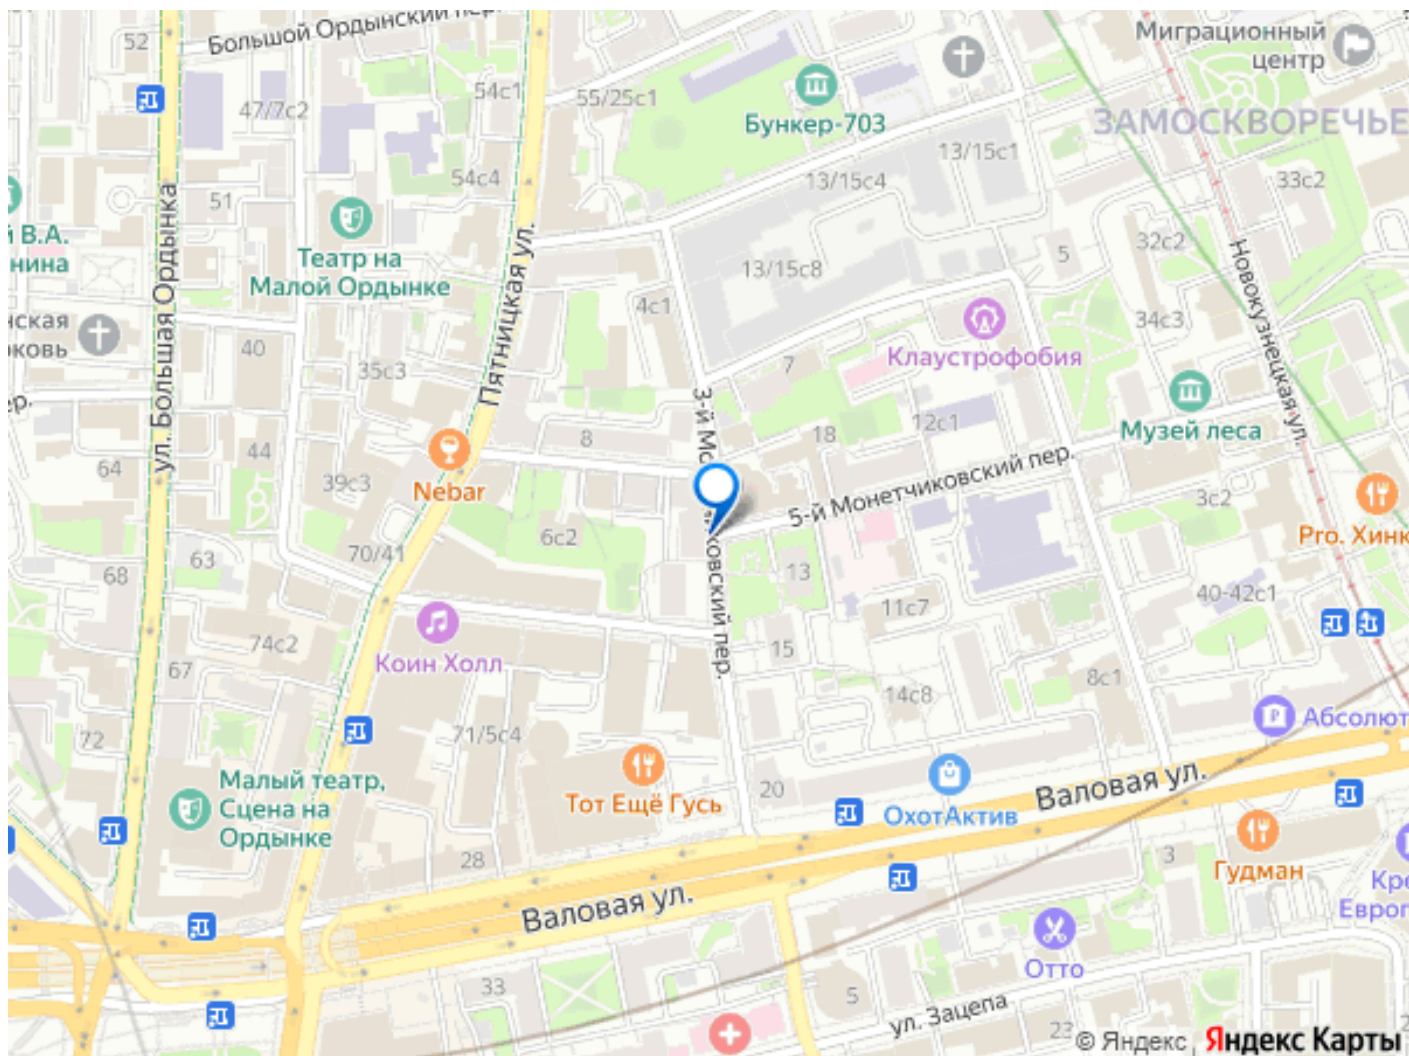 52
Большой Ордынский пер.
54с1
55/25с1
47/7с2
Миграционный
центр
Бункер-703
ЗАМОСКВОРЕЧЬЕ
13/15с1
13/15с4
33с2
54с4
51
ул. Большая Ордынка
Театр на
Малой Ордынке
Пятницкая ул.
4с1
13/15с8
5
32с2
Новокузнецкая ул.
34с3
В.А.
40
35с3
7
Клаустрофобия
Музей леса
12с1
18
8
44
64
39с3
Nebar
5-й Монетчиковский пер.
3с2
Pro.
6с2
70/41
63
68
13
11с7
40-42с1
74с2
Коин Холл
67
15
8с1
14с8
Абсолют
72
71/5с4
Малый театр,
Сцена на
Ордынке
Тот Ещё Гусь
20
ОхотАктив
Валовая ул.
28
3
Гудман
Валовая ул.
Отто
33
5
ул. Зацепа
23
© Яндекс
Яндекс Карты